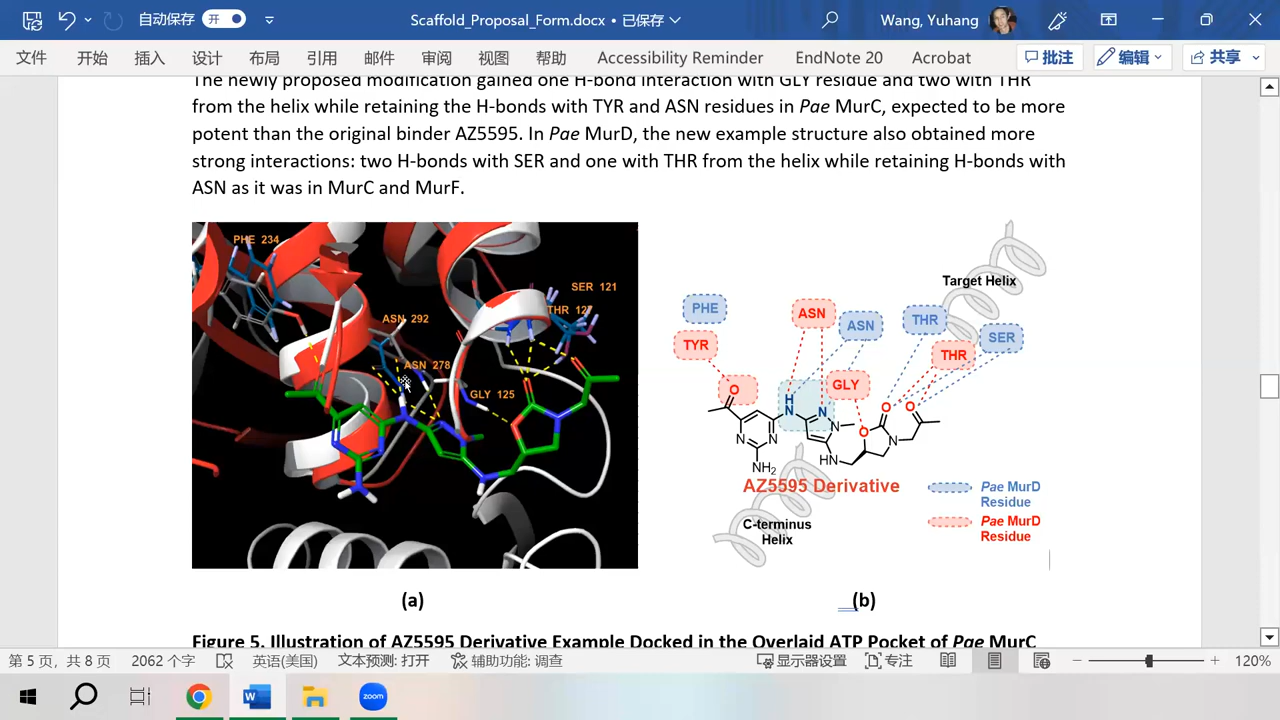 自动保存
开
Scaffold_Proposal_Form.docx • 已保存
Wang, Yuhang
文件
开始
插入
设计
布局
引用
邮件
审阅
视图
帮助
Accessibility Reminder
EndNote 20
Acrobat
批注
编辑
共享
The newly proposed modification gained one H-bond interaction with GLY residue and two with THR
from the helix while retaining the H-bonds with TYR and ASN residues in Pae MurC, expected to be more
potent than the original binder AZ5595. In Pae MurD, the new example structure also obtained more
strong interactions: two H-bonds with SER and one with THR from the helix while retaining H-bonds with
ASN as it was in MurC and MurF.
PHE 234
SER 121
ASN 292
ASN 278
GLY 125
Target Helix
PHE
ASN
ASN
THR
SER
TYR
THR
GLY
O
H
N
N
N
N
N
NH2
HN
O
O
O
N
AZ5595 Derivative
C-terminus
Helix
Pae MurD
Residue
Pae MurD
Residue
(a)
(b)
Figure 5. Illustration of AZ5595 Derivative Example Docked in the Overlaid ATP Pocket of Pae MurC
第 5 页，共 8 页
2062 个字
英语(美国)
文本预测: 打开
辅助功能: 调查
显示器设置
专注
120%
W
zoom